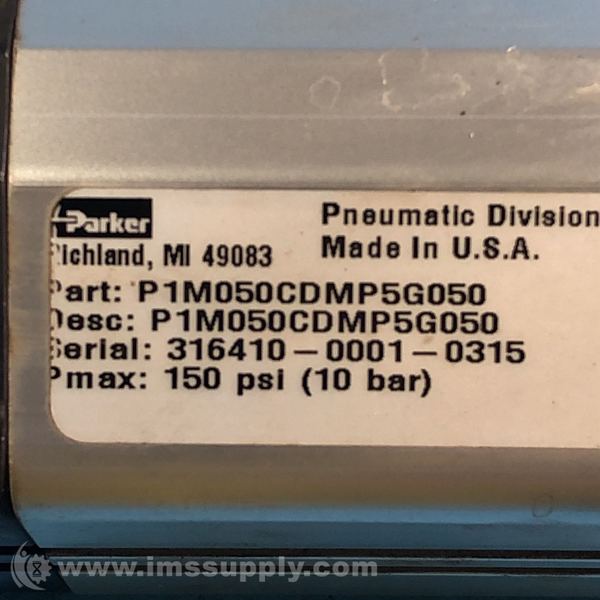 Parker
Pneumatic Division
Richland, MI 49083
Made In U.S.A.
Part: P1M050CDMP5G050
Desc: P1M050CDMP5G050
Serial: 316410-0001-0315
Pmax: 150 psi (10 bar)
www.imssupply.com